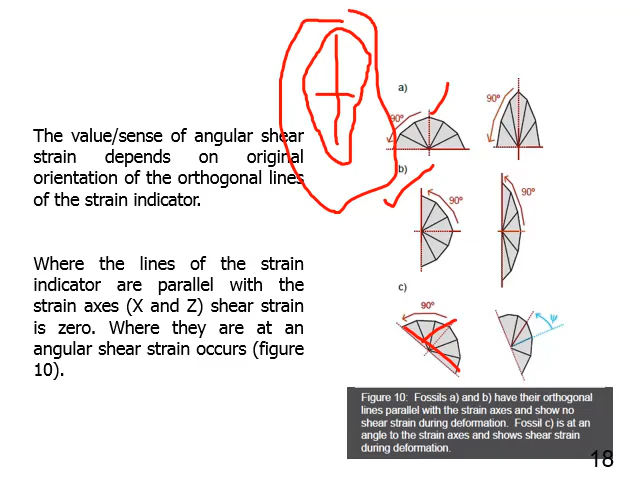 a)
90°
90°
The value/sense of angular shear
strain depends on original
orientation of the orthogonal lines
of the strain indicator.
b)
90°
90°
Where the lines of the strain
indicator are parallel with the
strain axes (X and Z) shear strain
is zero. Where they are at an
angular shear strain occurs (figure
10).
c)
90°
ψ
Figure 10: Fossils a) and b) have their orthogonal
lines parallel with the strain axes and show no
shear strain during deformation. Fossil c) is at an
angle to the strain axes and shows shear strain
during deformation.
18